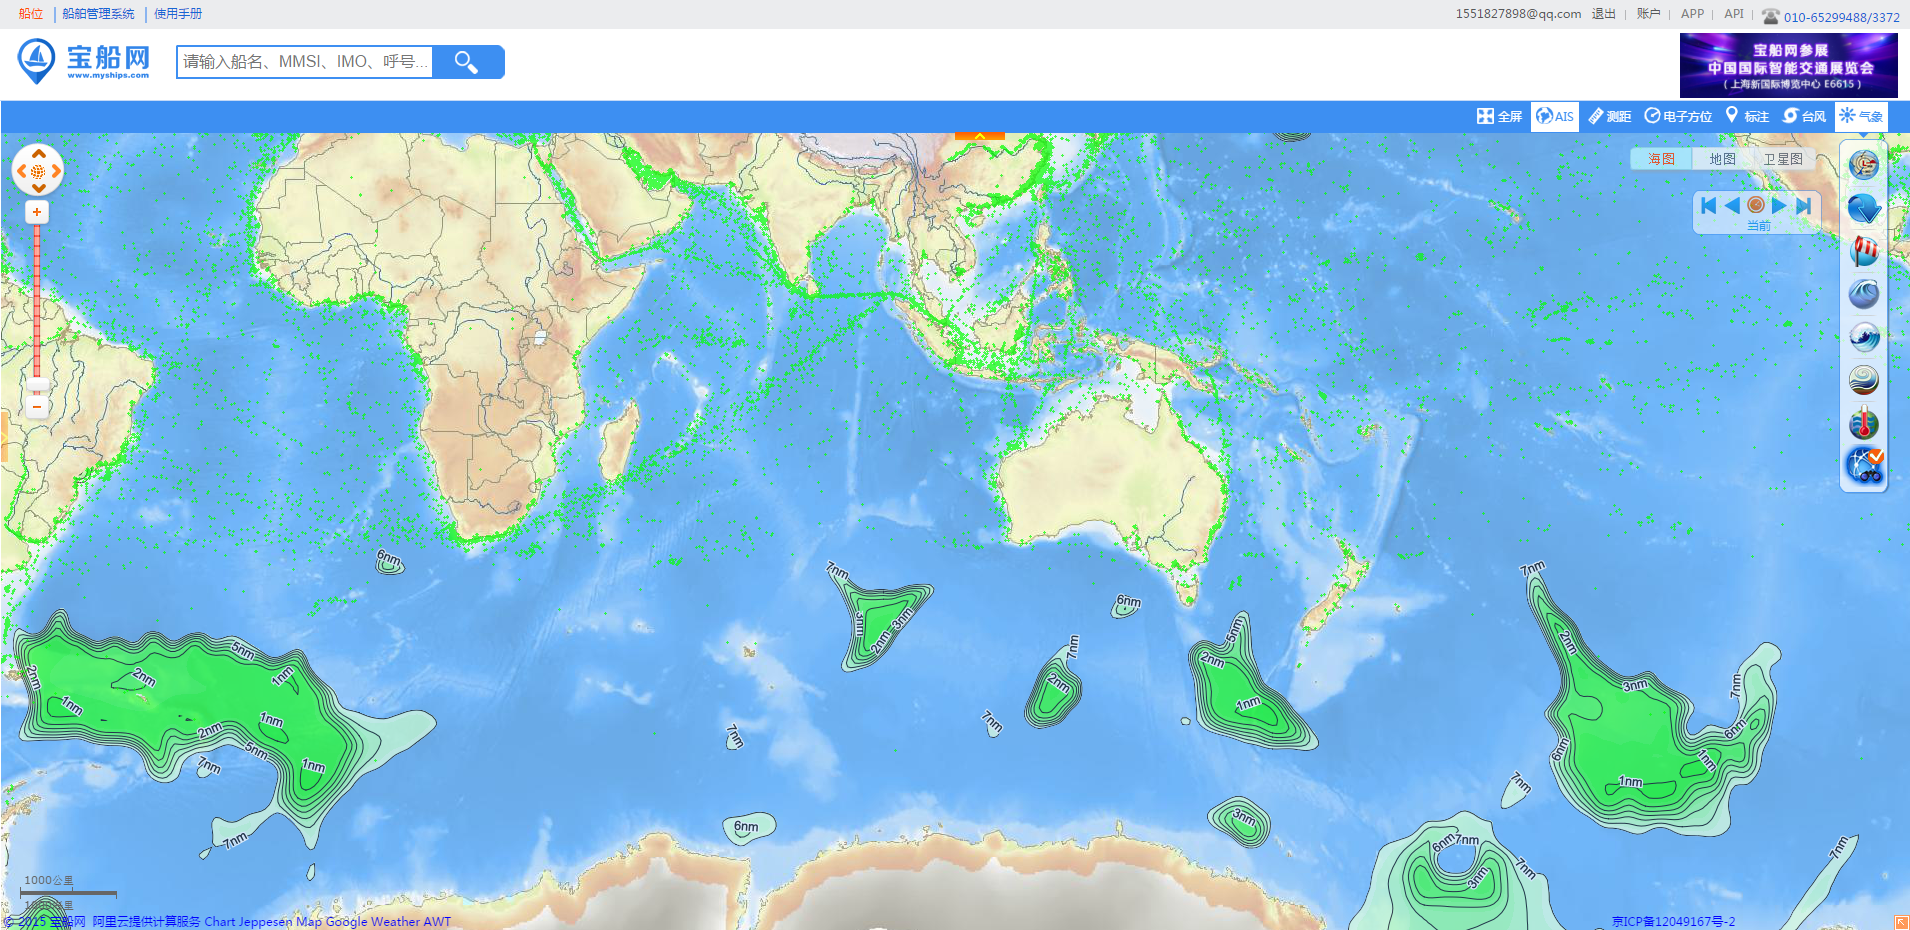 船位 船舶管理系统 使用手册
1551827898@qq.com 退出 账户 APP API 010-65299488/3372
宝船网
www.myships.com
请输入船名、MMSI、IMO、呼号...
宝船网参展
中国国际智能交通展览会
（上海新国际博览中心 E6615）
全屏 AIS 测距 电子方位 标注 台风 气象
海图 地图 卫星图
当前
6nm
7nm
3nm
2nm
3nm
6nm
7nm
2nm
7nm
5nm
2nm
1nm
7nm
2nm
3nm
7nm
6nm
6nm
1nm
1nm
7nm
2nm
2nm
5nm
1nm
1nm
1nm
2nm
5nm
1nm
7nm
7nm
7nm
6nm
3nm
6nm
7nm
7nm
3nm
7nm
1000公里
© 2015 宝船网 阿里云提供计算服务 Chart Jeppesen Map Google Weather AWT
京ICP备12049167号-2